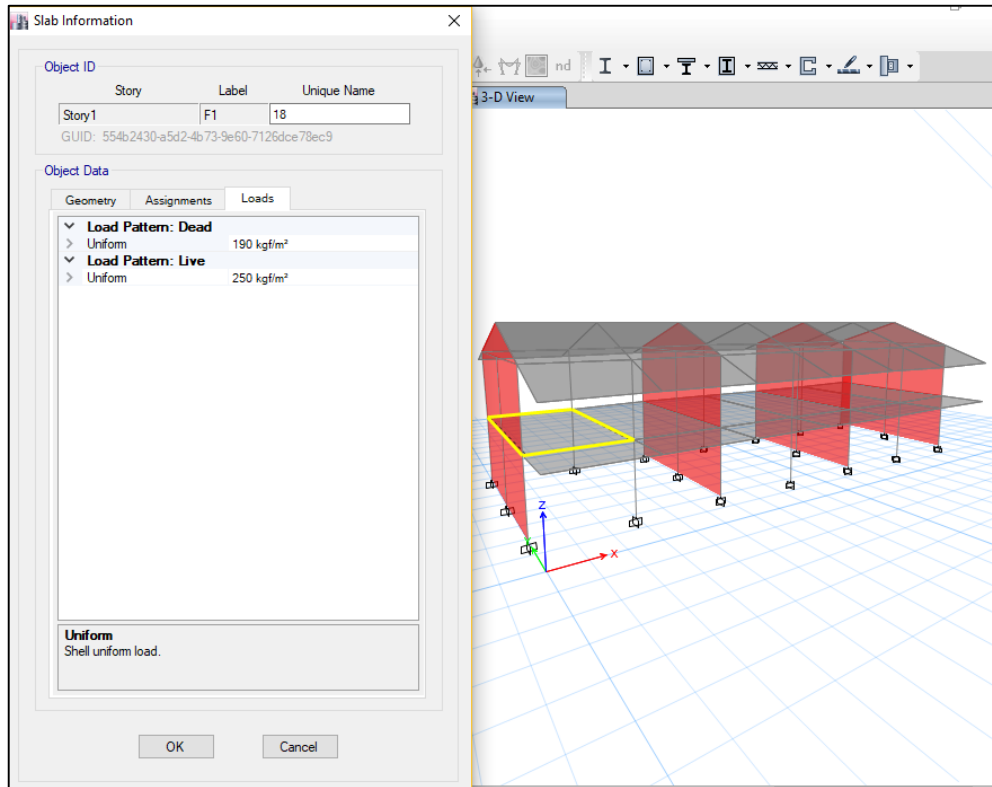 Slab Information
Object ID
Story Label Unique Name
Story1 F1 18
GUID: 554b2430-a5d2-4b73-9e60-7126dce78ec9
Object Data
Geometry Assignments Loads
Load Pattern: Dead
Uniform 190 kgf/m²
Load Pattern: Live
Uniform 250 kgf/m²
Uniform
Shell uniform load.
OK Cancel
nd
3-D View
Z
X